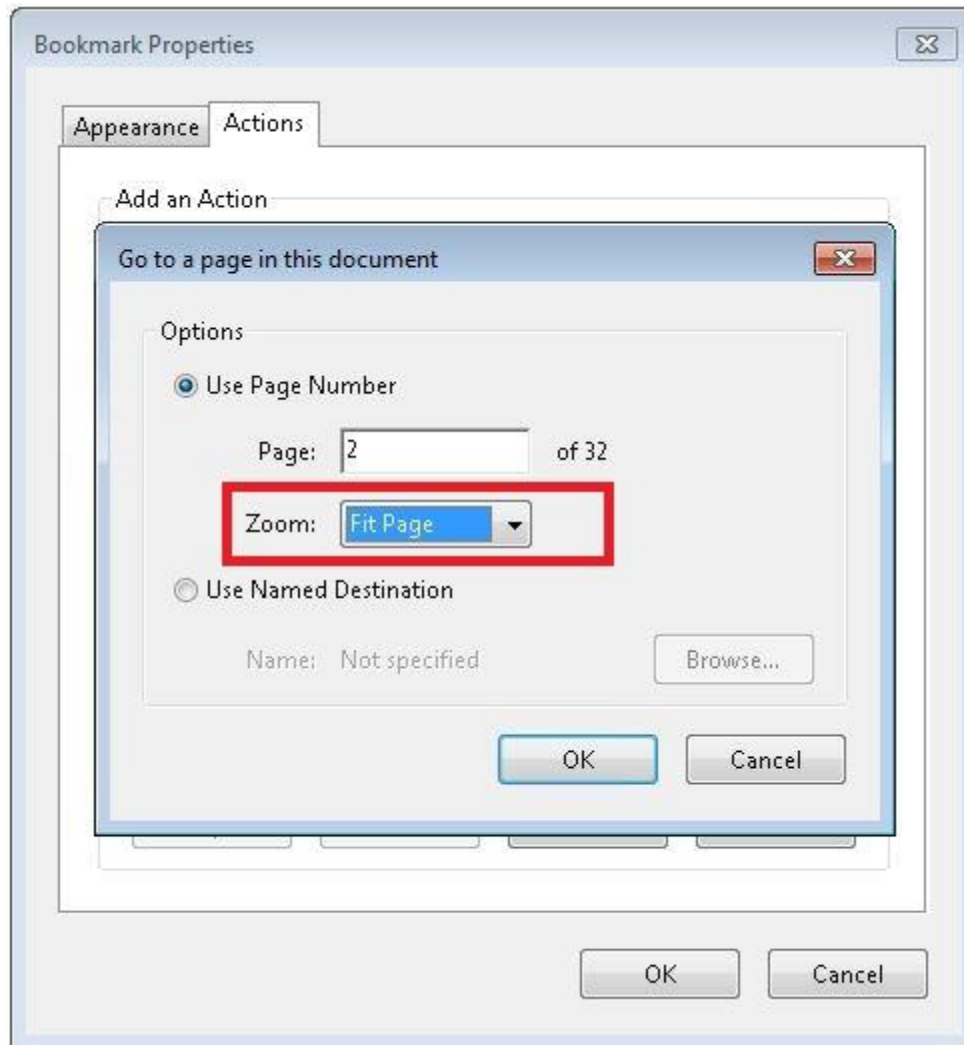 Bookmark Properties
Appearance Actions
Add an Action
Go to a page in this document
Options
Use Page Number
Page: 2 of 32
Zoom: Fit Page
Use Named Destination
Name: Not specified Browse...
OK Cancel
OK Cancel